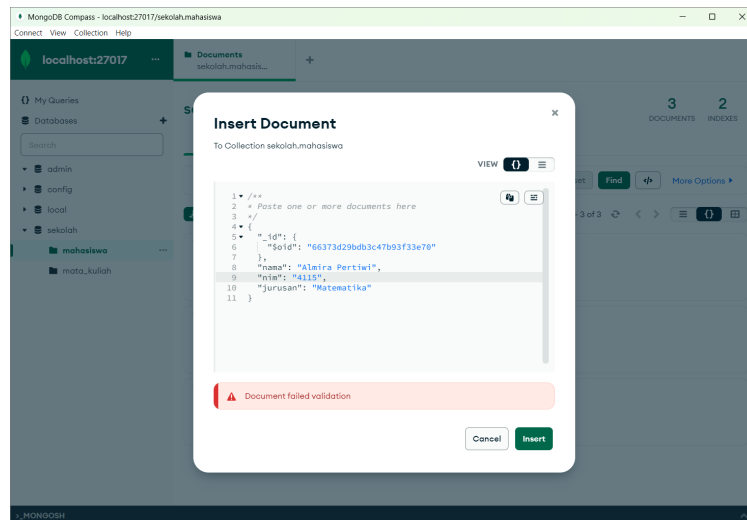 MongoDB Compass - localhost:27017/sekolah.mahasiswa
Connect View Collection Help
localhost:27017
Documents
sekolah.mahasis...
My Queries
Databases
Search
admin
config
local
sekolah
mahasiswa
mata_kuliah
3
DOCUMENTS
2
INDEXES
Find
More Options
3 of 3
Insert Document
To Collection sekolah.mahasiswa
VIEW {}
1 /**
2 * Paste one or more documents here
3 */
4 {
5 "_id": {
6 "$oid": "66373d29bdb3c47b93f33e70"
7 },
8 "nama": "Almira Pertiwi",
9 "nim": "4115",
10 "jurusan": "Matematika"
11 }
Document failed validation
Cancel
Insert
>_MONGOSH